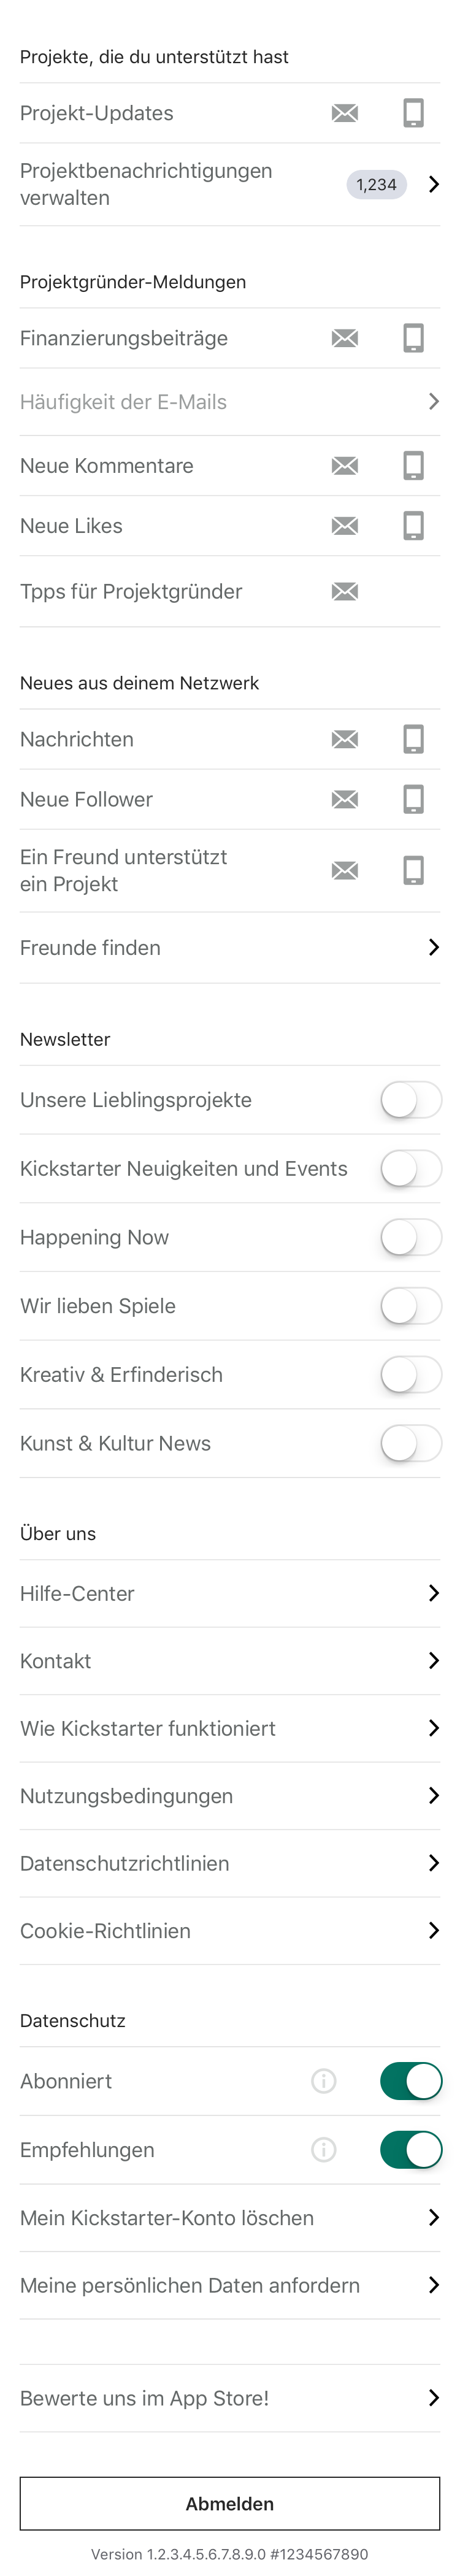 Projekte, die du unterstützt hast
Projekt-Updates
Projektbenachrichtigungen
verwalten
1,234
Projektgründer-Meldungen
Finanzierungsbeiträge
Häufigkeit der E-Mails
Neue Kommentare
Neue Likes
Tpps für Projektgründer
Neues aus deinem Netzwerk
Nachrichten
Neue Follower
Ein Freund unterstützt
ein Projekt
Freunde finden
Newsletter
Unsere Lieblingsprojekte
Kickstarter Neuigkeiten und Events
Happening Now
Wir lieben Spiele
Kreativ & Erfinderisch
Kunst & Kultur News
Über uns
Hilfe-Center
Kontakt
Wie Kickstarter funktioniert
Nutzungsbedingungen
Datenschutzrichtlinien
Cookie-Richtlinien
Datenschutz
Abonniert
Empfehlungen
Mein Kickstarter-Konto löschen
Meine persönlichen Daten anfordern
Bewerte uns im App Store!
Abmelden
Version 1.2.3.4.5.6.7.8.9.0 #1234567890